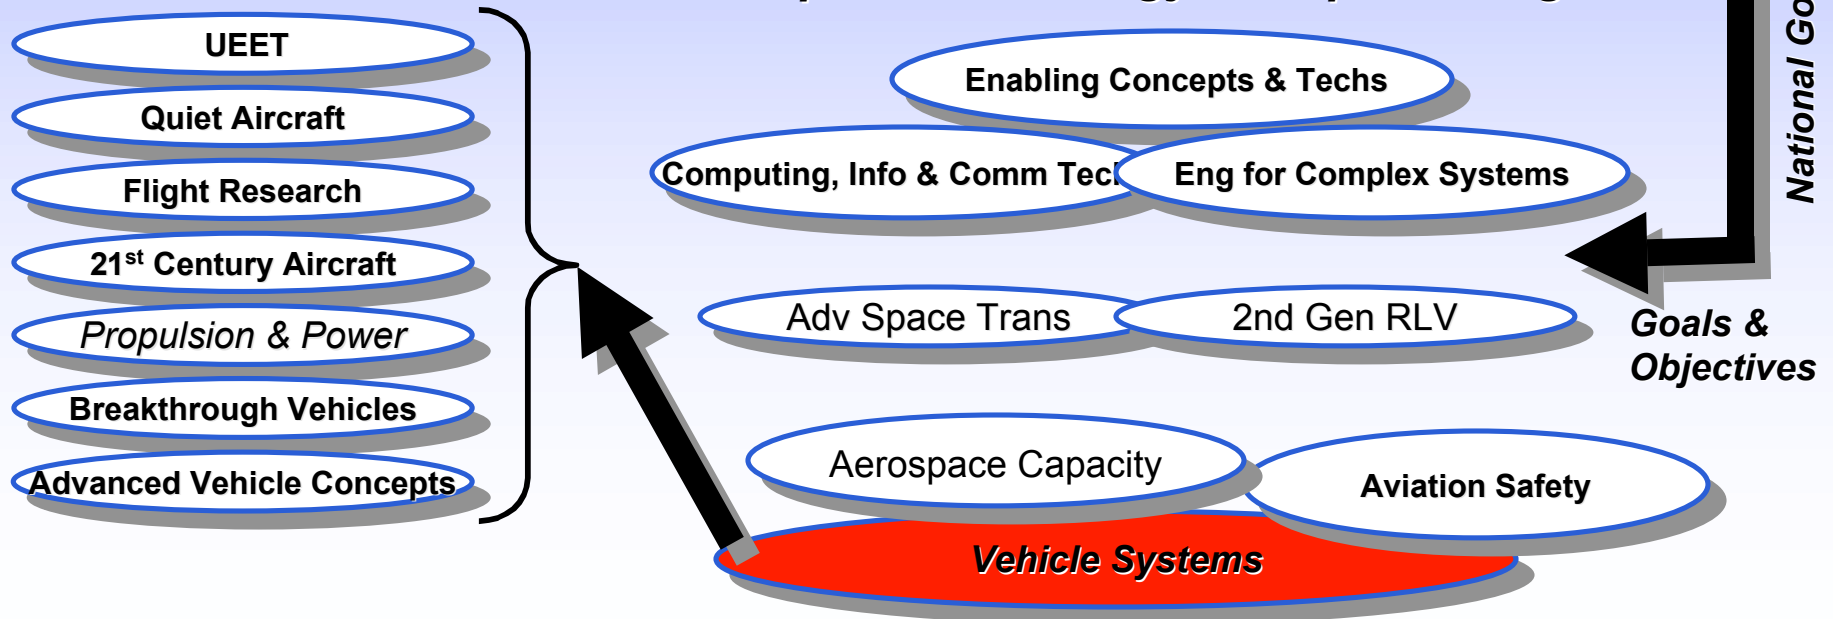 UEET
Quiet Aircraft
Flight Research
21st Century Aircraft
Propulsion & Power
Breakthrough Vehicles
Advanced Vehicle Concepts
Enabling Concepts & Techs
Computing, Info & Comm
Eng for Complex Systems
Adv Space Trans
2nd Gen RLV
Aerospace Capacity
Aviation Safety
Vehicle Systems
National
Goals &
Objectives